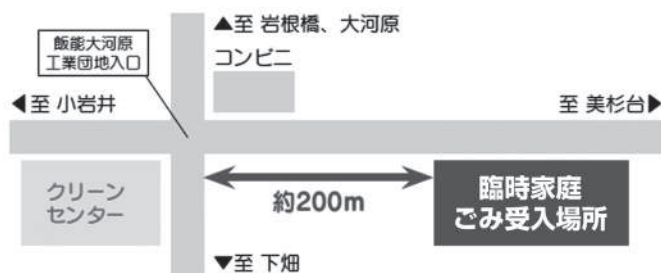 ▲至 岩根橋、大河原
飯能大河原
工業団地入口
コンビニ
◀至 小岩井
至 美杉台▶
クリーン
センター
約200m
臨時家庭
ごみ受入場所
▼至 下畑